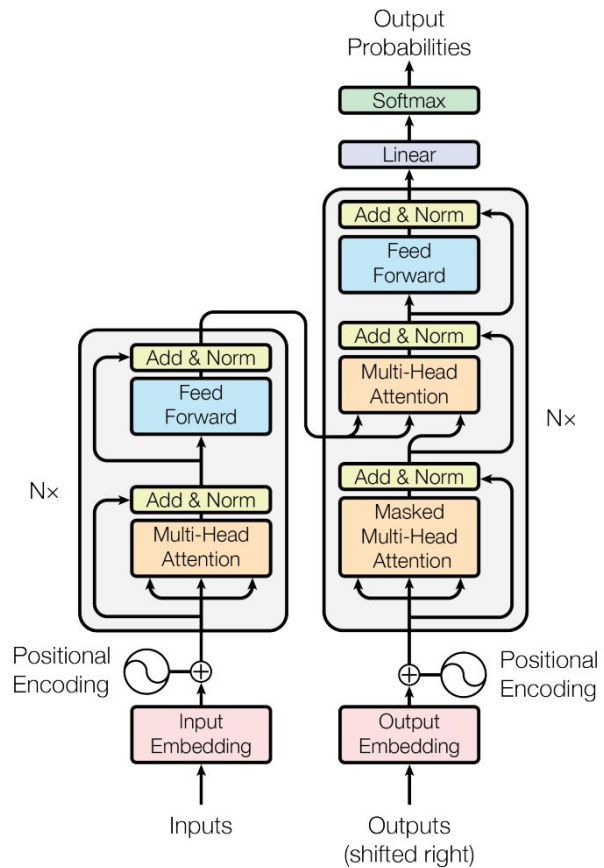 Output
Probabilities
Softmax
Linear
Add & Norm
Feed
Forward
Add & Norm
Multi-Head
Attention
Add & Norm
Masked
Multi-Head
Attention
N×
Add & Norm
Feed
Forward
N×
Add & Norm
Multi-Head
Attention
Positional
Encoding
Input
Embedding
Inputs
Positional
Encoding
Output
Embedding
Outputs
(shifted right)